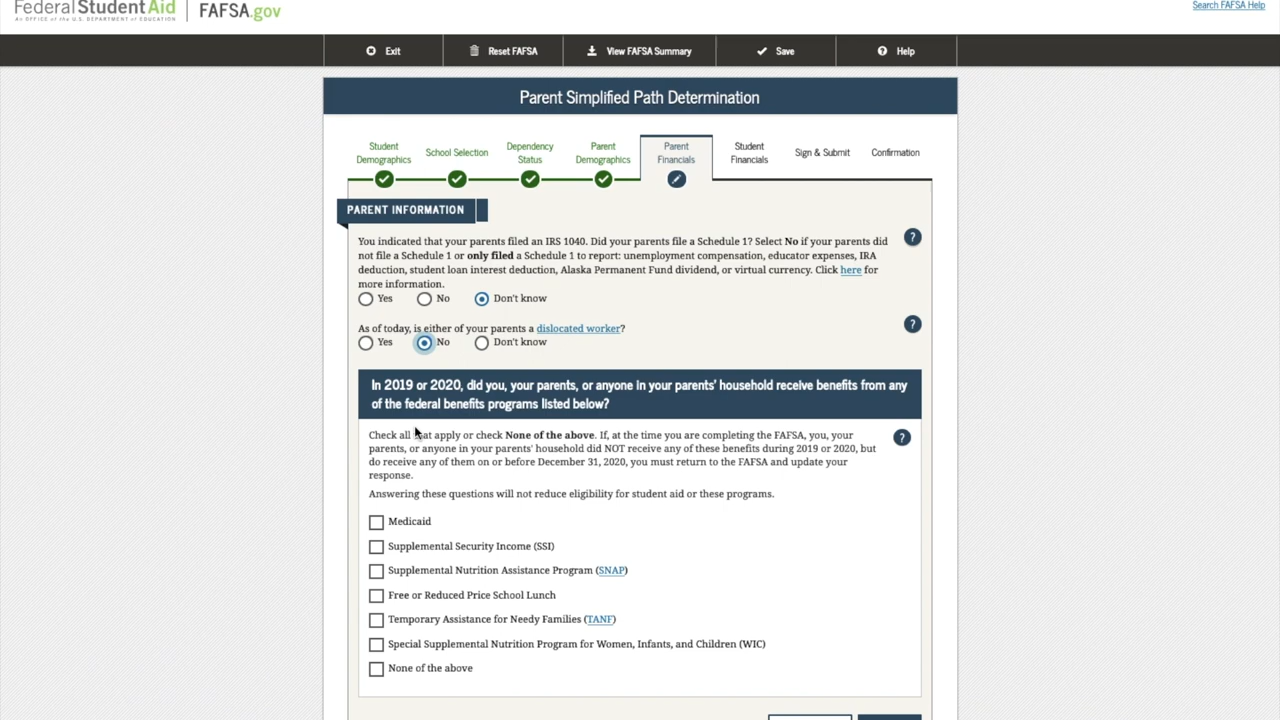 Federal Student Aid
An OFFICE of the U.S. DEPARTMENT of EDUCATION
FAFSA.gov
Search FAFSA Help
Exit
Reset FAFSA
View FAFSA Summary
Save
Help
Parent Simplified Path Determination
Student
Demographics
School Selection
Dependency
Status
Parent
Demographics
Parent
Financials
Student
Financials
Sign & Submit
Confirmation
PARENT INFORMATION
You indicated that your parents filed an IRS 1040. Did your parents file a Schedule 1? Select No if your parents did
not file a Schedule 1 or only filed a Schedule 1 to report: unemployment compensation, educator expenses, IRA
deduction, student loan interest deduction, Alaska Permanent Fund dividend, or virtual currency. Click here for
more information.
Yes No Don't know
As of today, is either of your parents a dislocated worker?
Yes No Don't know
In 2019 or 2020, did you, your parents, or anyone in your parents' household receive benefits from any
of the federal benefits programs listed below?
Check all that apply or check None of the above. If, at the time you are completing the FAFSA, you, your
parents, or anyone in your parents' household did NOT receive any of these benefits during 2019 or 2020, but
do receive any of them on or before December 31, 2020, you must return to the FAFSA and update your
response.
Answering these questions will not reduce eligibility for student aid or these programs.
Medicaid
Supplemental Security Income (SSI)
Supplemental Nutrition Assistance Program (SNAP)
Free or Reduced Price School Lunch
Temporary Assistance for Needy Families (TANF)
Special Supplemental Nutrition Program for Women, Infants, and Children (WIC)
None of the above